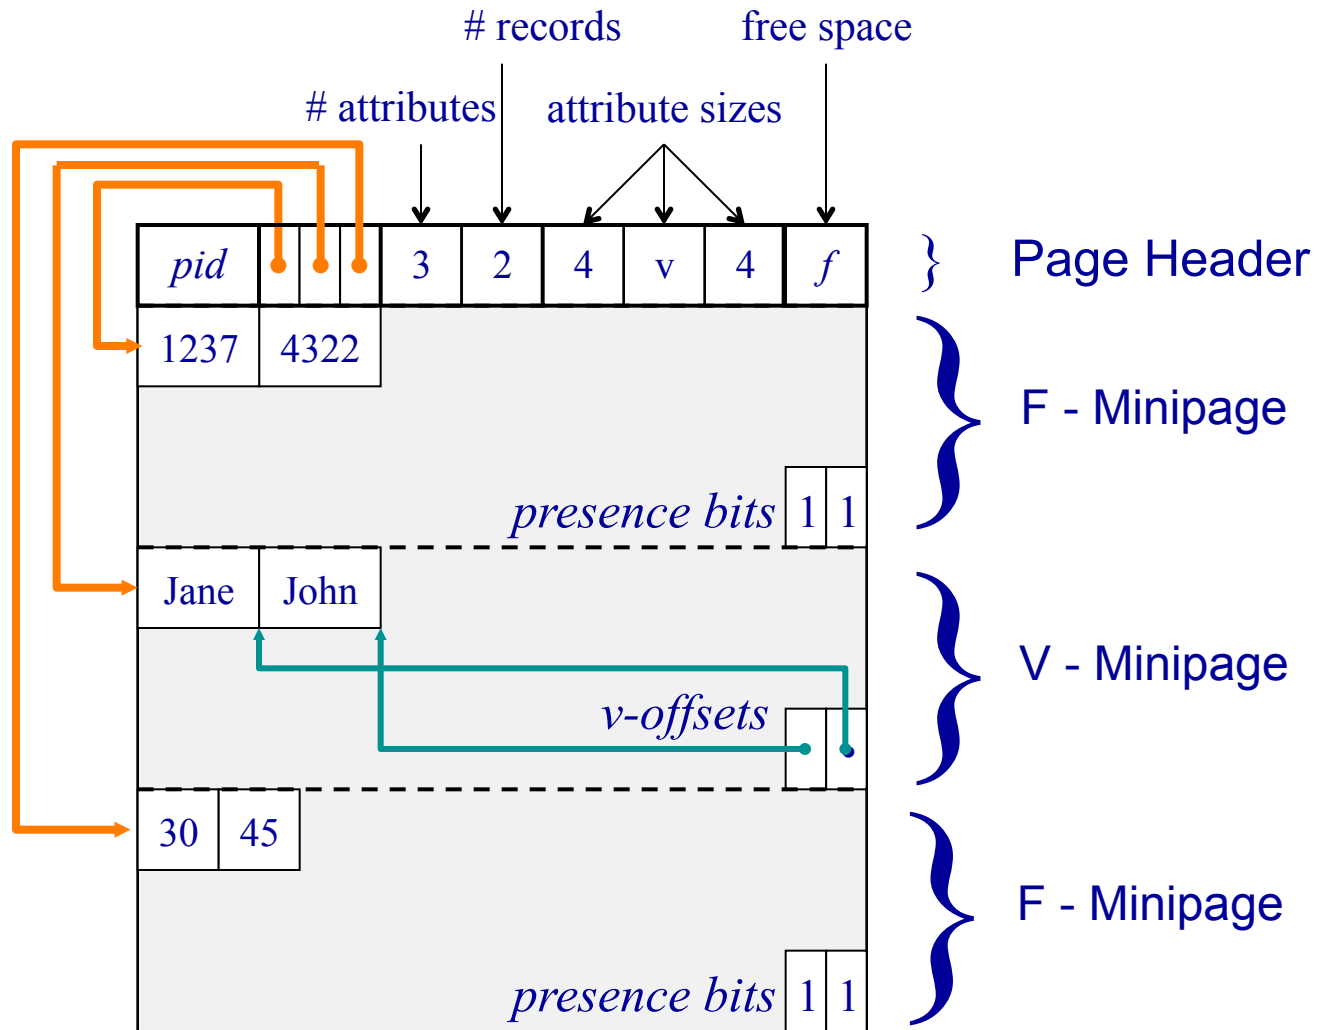 # records free space
# attributes attribute sizes
pid 3 2 4 v 4 f } Page Header
1237 4322
F - Minipage
presence bits 1 1
Jane John
V - Minipage
v-offsets
30 45
F - Minipage
presence bits 1 1